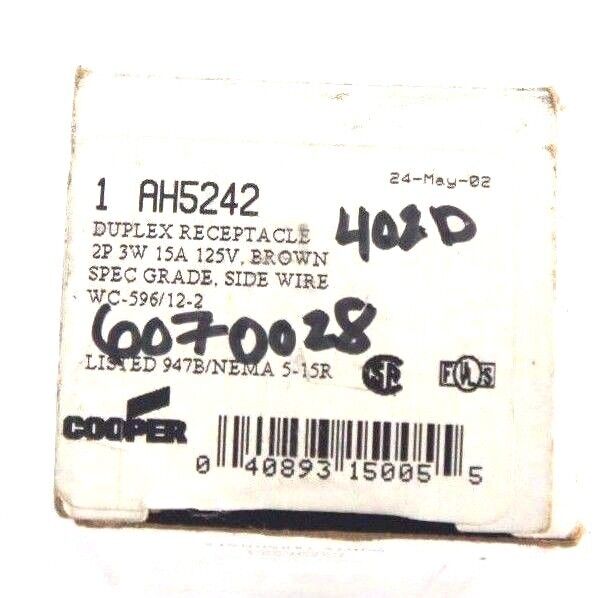 24-May-02
1 AH5242
402D
DUPLEX RECEPTACLE
2P 3W 15A 125V, BROWN
SPEC GRADE, SIDE WIRE
WC-596/12-2
6070028
LISTED 947B/NEMA 5-15R
COOPER
0 40893 15005 5